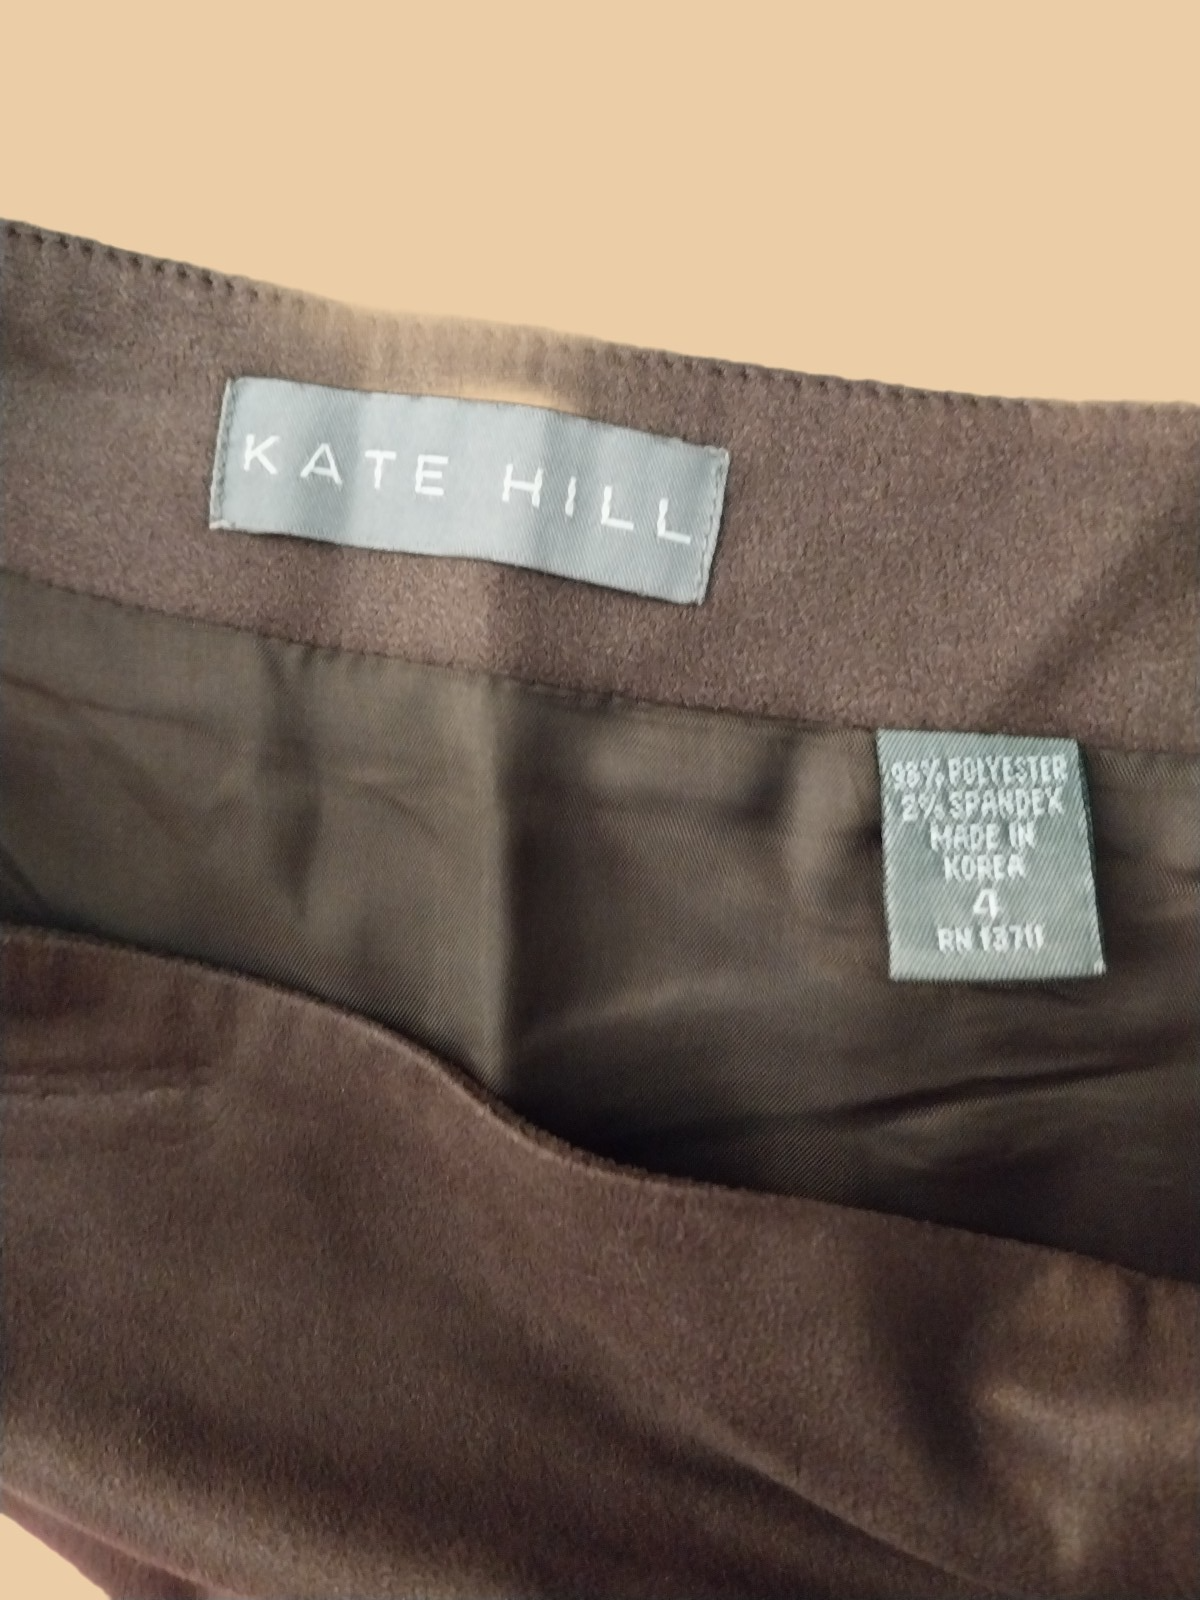 KATE HILL
98% POLYESTER
2% SPANDEX
MADE IN
KOREA
4
RN 13711